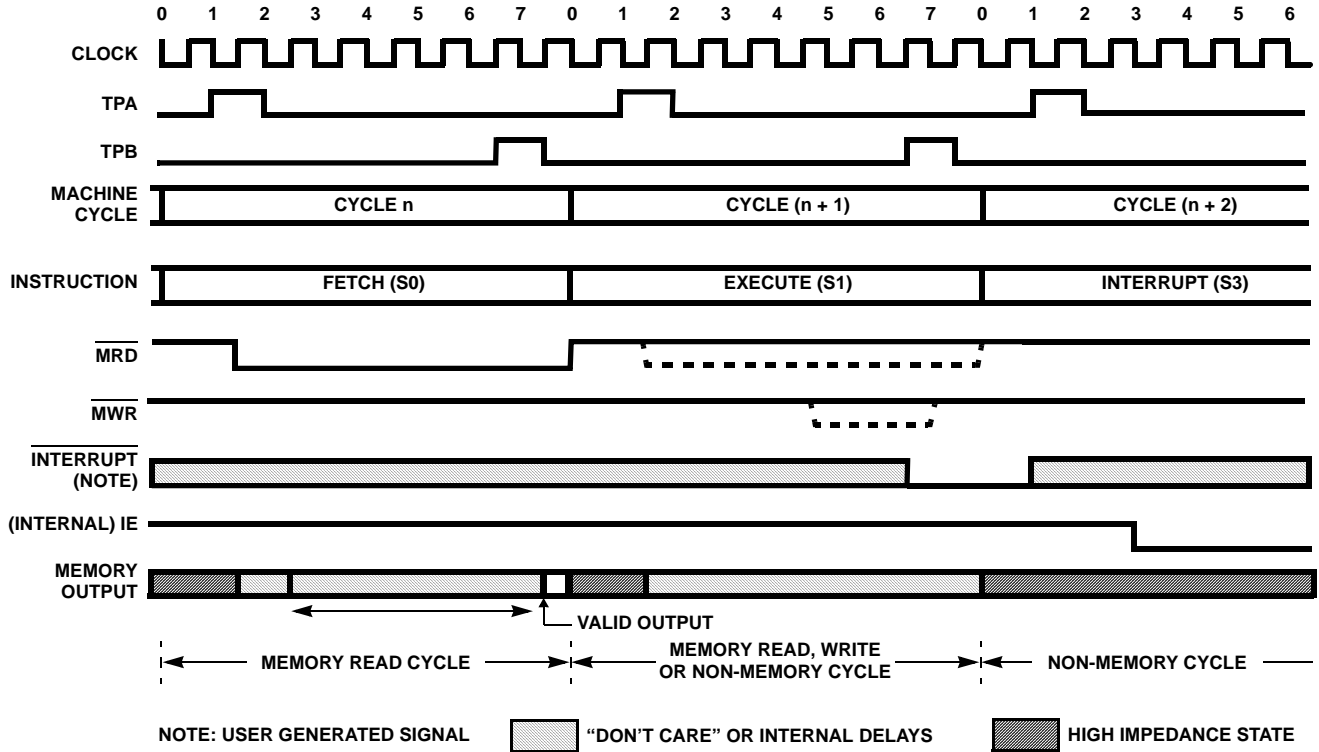 0 1 2 3 4 5 6 7 0 1 2 3 4 5 6 7 0 1 2 3 4 5 6
CLOCK
TPA
TPB
MACHINE
CYCLE
CYCLE n
CYCLE (n + 1)
CYCLE (n + 2)
INSTRUCTION
FETCH (S0)
EXECUTE (S1)
INTERRUPT (S3)
MRD
MWR
INTERRUPT
(NOTE)
(INTERNAL) IE
MEMORY
OUTPUT
VALID OUTPUT
MEMORY READ CYCLE
MEMORY READ, WRITE
OR NON-MEMORY CYCLE
NON-MEMORY CYCLE
NOTE: USER GENERATED SIGNAL
“DON’T CARE” OR INTERNAL DELAYS
HIGH IMPEDANCE STATE